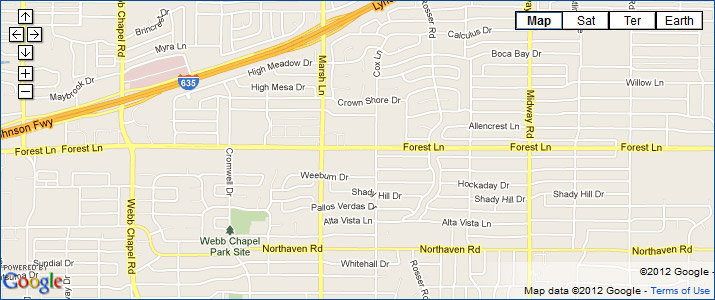 Brincrest Dr
Myra Ln
Webb Chapel Rd
Rosser Rd
Calculus Dr
Map
Sat
Ter
Earth
Boca Bay Dr
Cox Ln
Marsh Ln
High Meadow Dr
635
High Mesa Dr
Maybrook Dr
Willow Ln
Crown Shore Dr
Midway Rd
Allencrest Ln
Forest Ln
Forest Ln
Forest Ln
Forest Ln
Forest Ln
Cromwell Dr
Weeburn Dr
Hockaday Dr
Shady Hill Dr
Shady Hill Dr
Shady Hill Dr
Pallos Verdas Dr
Alta Vista Ln
Alta Vista Ln
Webb Chapel Rd
Webb Chapel
Park Site
Northaven Rd
Northaven Rd
Northaven Rd
Sundial Dr
Whitehall Dr
Rosser Rd
POWERED BY
Google
©2012 Google -
Map data ©2012 Google - Terms of Use